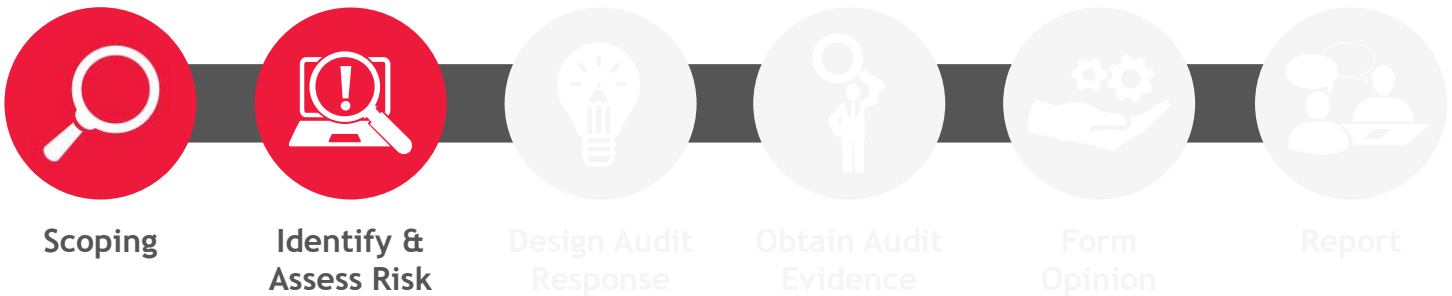 Scoping
Identify &
Assess Risk
Design Audit
Response
Obtain Audit
Evidence
Form
Opinion
Report